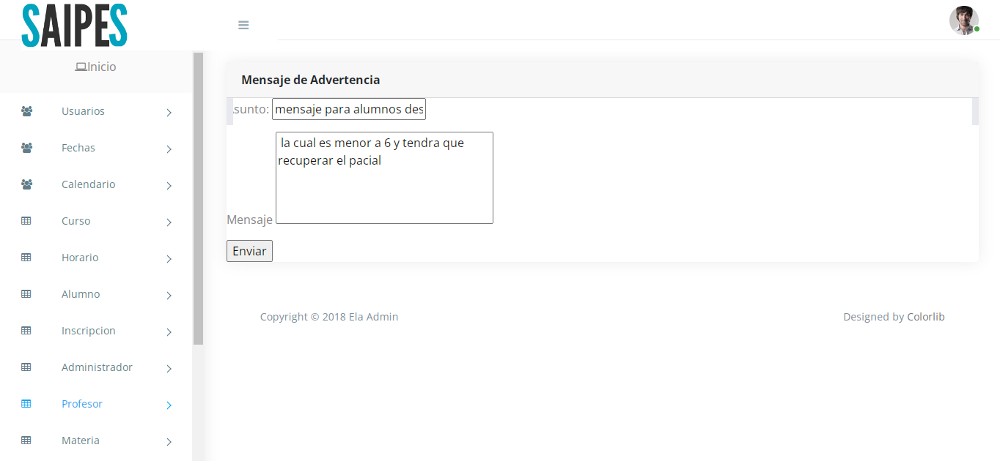 SAIPES
Inicio
Usuarios
Fechas
Calendario
Curso
Horario
Alumno
Inscripcion
Administrador
Profesor
Materia
Mensaje de Advertencia
.sunto: mensaje para alumnos des
la cual es menor a 6 y tendra que
recuperar el pacial
Mensaje
Enviar
Copyright © 2018 Ela Admin
Designed by Colorlib